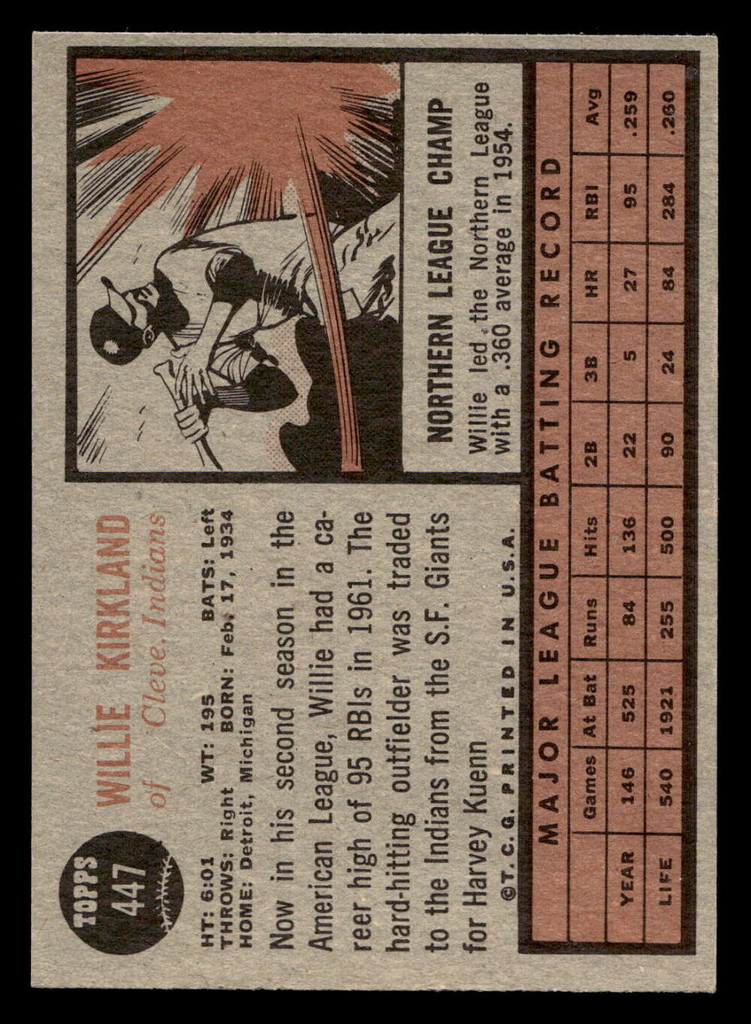 TOPPS
447
WILLIE KIRKLAND
of Cleve. Indians
HT: 6:01 WT: 195 BATS: Left
THROWS: Right BORN: Feb. 17, 1934
HOME: Detroit, Michigan
Now in his second season in the
American League, Willie had a ca-
reer high of 95 RBIs in 1961. The
hard-hitting outfielder was traded
to the Indians from the S.F. Giants
for Harvey Kuenn
©T.C.G. PRINTED IN U.S.A.
NORTHERN LEAGUE CHAMP
Willie led the Northern League
with a .360 average in 1954.
MAJOR LEAGUE BATTING RECORD
Games At Bat Runs Hits 2B 3B HR RBI Avg
YEAR 146 525 84 136 22 5 27 95 .259
LIFE 540 1921 255 500 90 24 84 284 .260